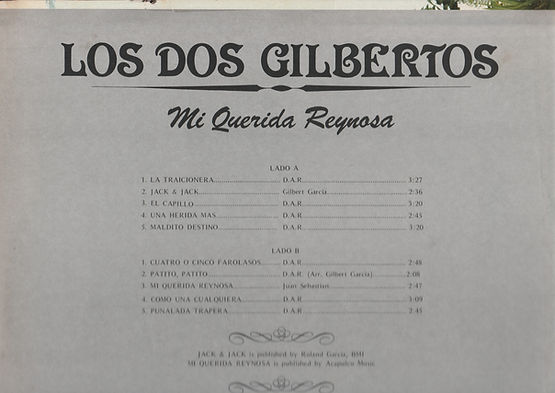 LOS DOS GILBERTOS
Mi Querida Reynosa
LADO A
1. LA TRAICIONERA D.A.R. 3:27
2. JACK & JACK Gilbert Garcia 2:36
3. EL CAPILLO D.A.R. 3:20
4. UNA HERIDA MAS D.A.R. 2:45
5. MALDITO DESTINO D.A.R. 3:20
LADO B
1. CUATRO O CINCO FAROLASOS D.A.R. 2:48
2. PATITO, PATITO D.A.R. (Arr. Gilbert Garcia) 2:08
3. MI QUERIDA REYNOSA Juan Sebastian 2:47
4. COMO UNA CUALQUIERA D.A.R. 3:09
5. PUNALADA TRAPERA D.A.R. 2:45
JACK & JACK is published by Roland Garcia, BMI
MI QUERIDA REYNOSA is published by Acapulco Music